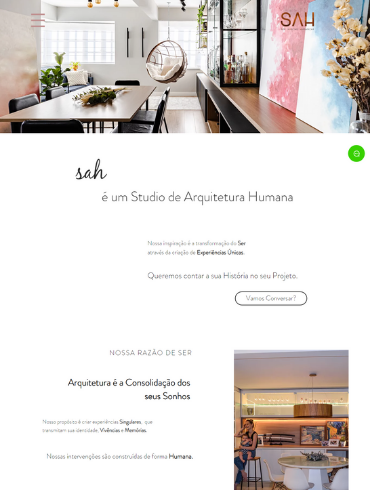 SAH
sah
é um Studio de Arquitetura Humana
Nossa inspiração é a transformação do Ser
através da criação de Experiências Únicas.
Queremos contar a sua História no seu Projeto.
Vamos Conversar?
NOSSA RAZÃO DE SER
Arquitetura é a Consolidação dos
seus Sonhos
Nosso propósito é criar experiências Singulares, que
transmitam sua identidade, Vivências e Memórias.
Nossas intervenções são construídas de forma Humana.